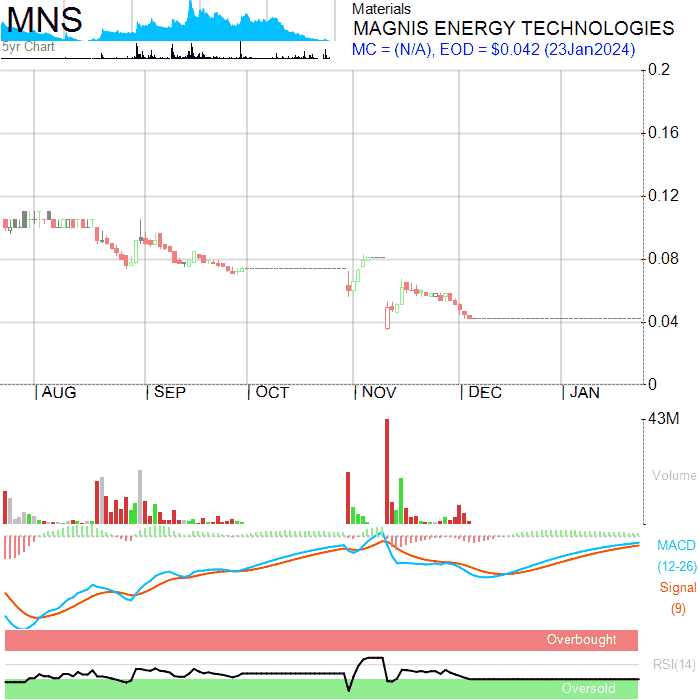 MNS
5yr Chart
Materials
MAGNIS ENERGY TECHNOLOGIES
MC = (N/A), EOD = $0.042 (23Jan2024)
0.2
0.16
0.12
0.08
0.04
0
AUG SEP OCT NOV DEC JAN
43M
Volume
MACD
(12-26)
Signal
(9)
Overbought
RSI(14)
Oversold